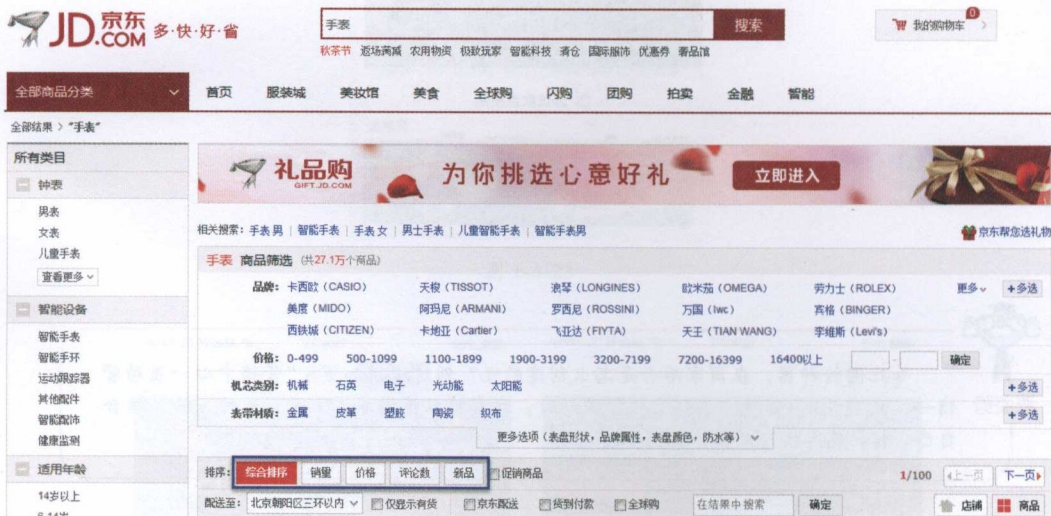 JD.COM 京东 多·快·好·省
手表 搜索
0
我的购物车 >
秋茶节 返场满减 农用物资 极致玩家 智能科技 清仓 国际服饰 优惠券 奢品馆
全部商品分类 首页 服装城 美妆馆 美食 全球购 闪购 团购 拍卖 金融 智能
全部结果 > "手表"
所有类目
钟表
男表
女表
儿童手表
查看更多
智能设备
智能手表
智能手环
运动跟踪器
其他配件
智能配饰
健康监测
适用年龄
14岁以上
6-14岁
礼品购 GIFT.JD.COM 为你挑选心意好礼 立即进入
相关搜索: 手表男 | 智能手表 | 手表女 | 男士手表 | 儿童智能手表 | 智能手表男 京东帮您选礼物
手表 商品筛选 (共27.1万个商品)
品牌: 卡西欧 (CASIO) 天梭 (TISSOT) 浪琴 (LONGINES) 欧米茄 (OMEGA) 劳力士 (ROLEX) 更多 +多选
美度 (MIDO) 阿玛尼 (ARMANI) 罗西尼 (ROSSINI) 万国 (Iwc) 宾格 (BINGER)
西铁城 (CITIZEN) 卡地亚 (Cartier) 飞亚达 (FIYTA) 天王 (TIAN WANG) 李维斯 (Levi's)
价格: 0-499 500-1099 1100-1899 1900-3199 3200-7199 7200-16399 16400以上 - 确定
机芯类别: 机械 石英 电子 光动能 太阳能 +多选
表带材质: 金属 皮革 塑胶 陶瓷 织布 +多选
更多选项 (表盘形状, 品牌属性, 表盘颜色, 防水等)
排序: 综合排序 销量 价格 评论数 新品 促销商品 1/100 上一页 下一页
配送至: 北京朝阳区三环以内 仅显示有货 京东配送 货到付款 全球购 在结果中搜索 确定 店铺 商品